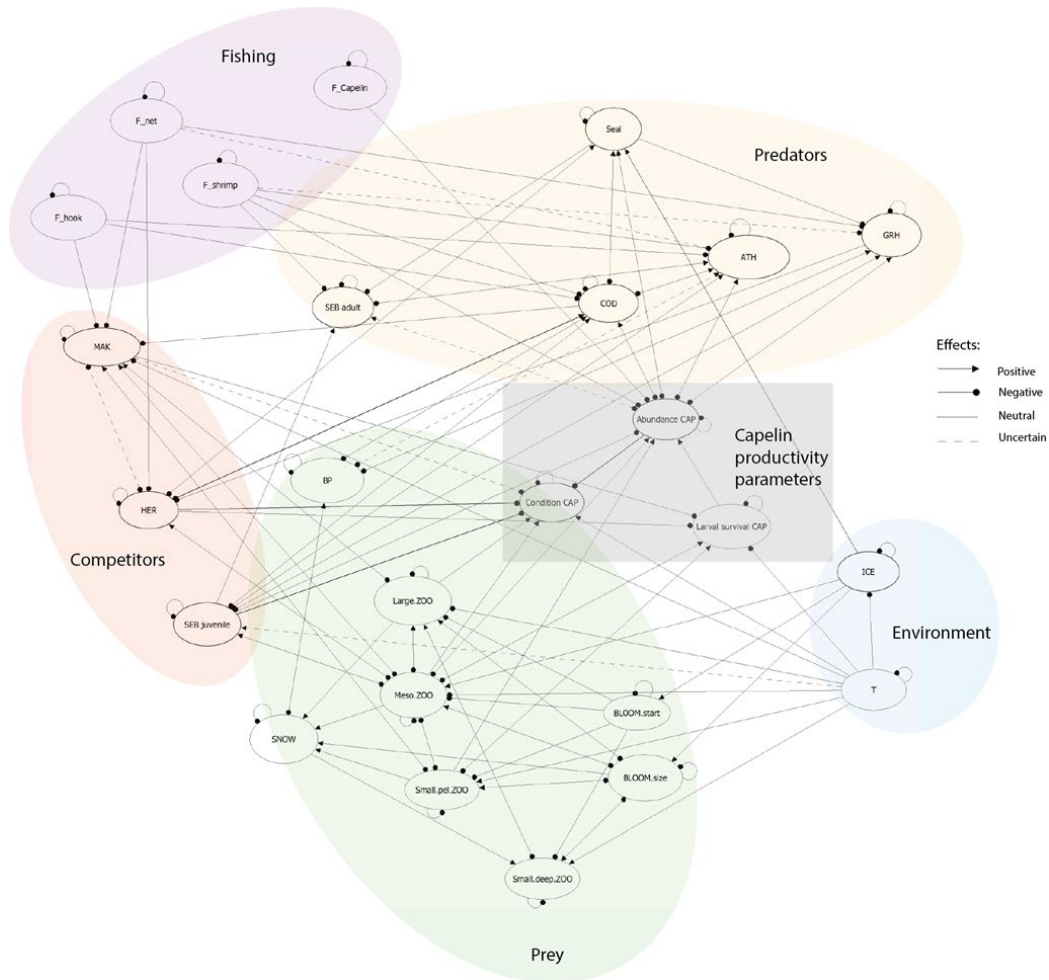 Fishing
F_Capelin
F_net
Seal
Predators
F_shrimp
F_hook
GRH
ATH
SEB adult
COD
MAK
Effects:
Positive
Negative
Neutral
Uncertain
Abundance CAP
Capelin
productivity
parameters
BP
Condition CAP
HER
Larval survival CAP
Competitors
ICE
Large.ZOO
SEB juvenile
Environment
Meso.ZOO
T
BLOOM.start
SNOW
BLOOM.size
Small.pel.ZOO
Small.deep.ZOO
Prey